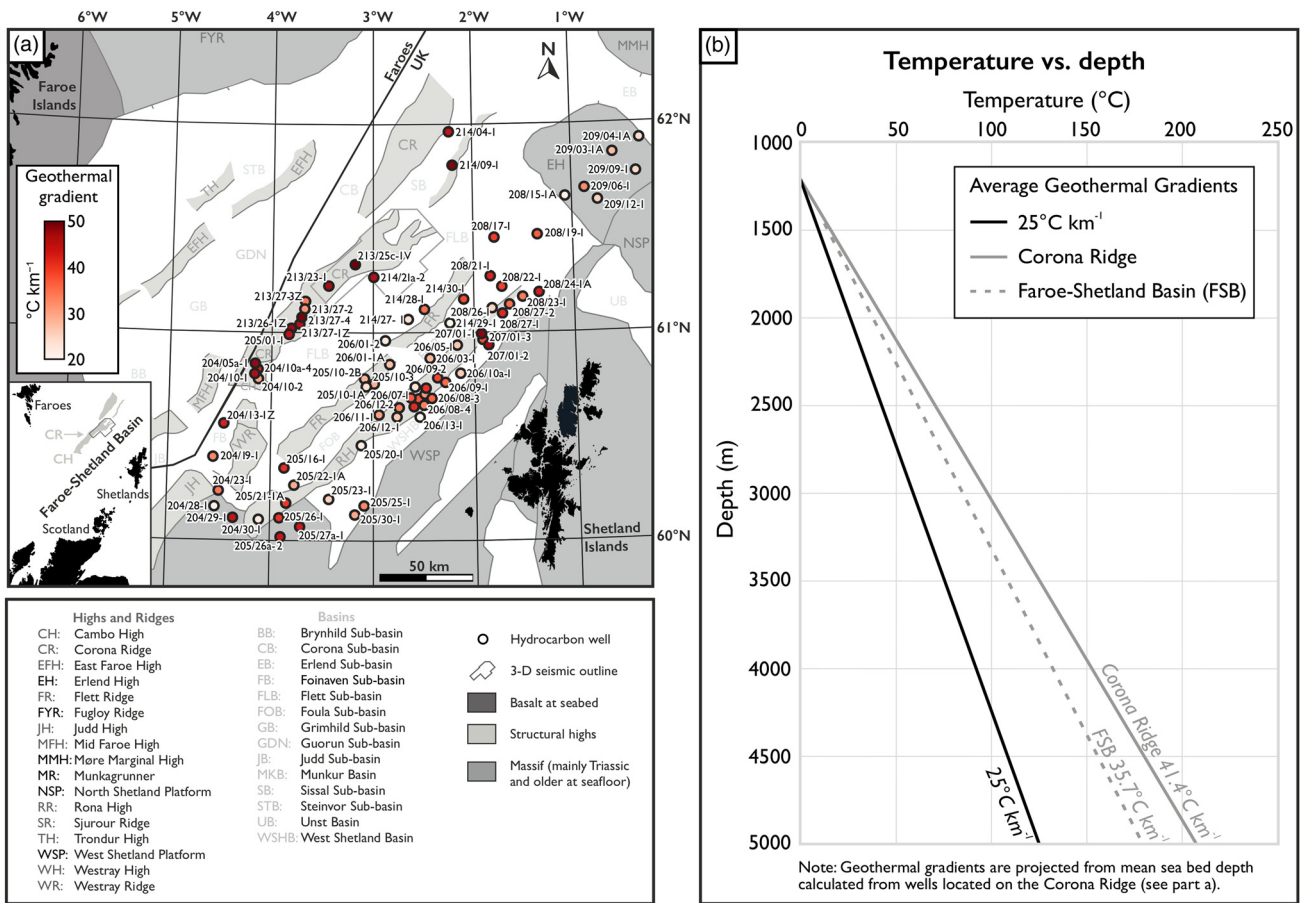 6°W 5°W 4°W 3°W 2°W 1°W
(a)
FYR
Faroes
UK
N
MMH
Faroe
Islands
EB
62°N
CR
214/04-1
209/04-1A
209/03-1A
EFH
STB
214/09-1
EH
209/09-1
TH
CB
SB
209/06-1
208/15-1A
209/12-1
Geothermal
gradient
50
40
30
20
°C km⁻¹
EFH
208/17-1
FLB
208/19-1
NSP
GDN
213/25c-1V
CR
214/21a-2
208/21-1
213/23-1
208/22-1
208/24-1A
UB
GB
213/27-3Z
214/30-1
214/28-1
208/23-1
213/27-2
208/26-1
208/27-2
213/27-4
214/27-1
FR
214/29-1
208/27-1
213/26-1Z
213/27-1Z
61°N
205/01-1
206/01-2
207/01-1
207/01-3
206/05-1
207/01-2
CR
FLB
206/01-1A
206/03-1
204/05a-1
204/10a-4
205/10-2B
205/10-3
206/09-2
206/10a-1
BB
204/10-1
204/10-2
CH
206/09-1
MFH
205/10-1A
206/07-1
206/08-3
206/12-2
206/08-4
204/13-1Z
FR
206/11-1
206/12-1
206/13-1
Faroes
FB
WR
FOB
WSHB
CR
204/19-1
205/20-1
WSP
CH
JB
205/16-1
RH
Faroe-Shetland Basin
204/23-1
205/22-1A
JH
205/21-1A
205/23-1
Shetlands
204/28-1
205/25-1
204/29-1
205/26-1
205/30-1
Scotland
204/30-1
205/27a-1
Shetland
Islands
60°N
205/26a-2
50 km
Highs and Ridges
CH: Cambo High
CR: Corona Ridge
EFH: East Faroe High
EH: Erlend High
FR: Flett Ridge
FYR: Fugloy Ridge
JH: Judd High
MFH: Mid Faroe High
MMH: Møre Marginal High
MR: Munkagrunner
NSP: North Shetland Platform
RR: Rona High
SR: Sjurour Ridge
TH: Trondur High
WSP: West Shetland Platform
WH: Westray High
WR: Westray Ridge
Basins
BB: Brynhild Sub-basin
CB: Corona Sub-basin
EB: Erlend Sub-basin
FB: Foinaven Sub-basin
FLB: Flett Sub-basin
FOB: Foula Sub-basin
GB: Grimhild Sub-basin
GDN: Guorun Sub-basin
JB: Judd Sub-basin
MKB: Munkur Basin
SB: Sissal Sub-basin
STB: Steinvor Sub-basin
UB: Unst Basin
WSHB: West Shetland Basin
Hydrocarbon well
3-D seismic outline
Basalt at seabed
Structural highs
Massif (mainly Triassic
and older at seafloor)
(b)
Temperature vs. depth
Temperature (°C)
0 50 100 150 200 250
1000
1500
2000
2500
3000
3500
4000
4500
5000
Depth (m)
Average Geothermal Gradients
25°C km⁻¹
Corona Ridge
Faroe-Shetland Basin (FSB)
Corona Ridge 41.4°C km⁻¹
FSB 35.7°C km⁻¹
25°C km⁻¹
Note: Geothermal gradients are projected from mean sea bed depth
calculated from wells located on the Corona Ridge (see part a).